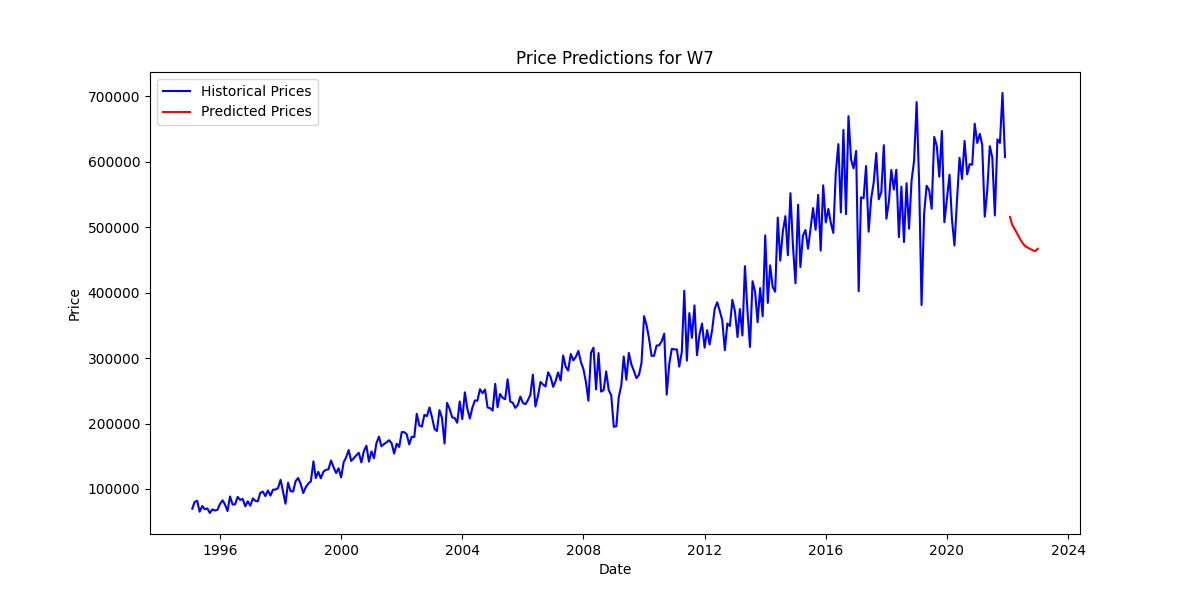 Price Predictions for W7
Historical Prices
Predicted Prices
700000
600000
500000
400000
300000
200000
100000
Price
1996 2000 2004 2008 2012 2016 2020 2024
Date